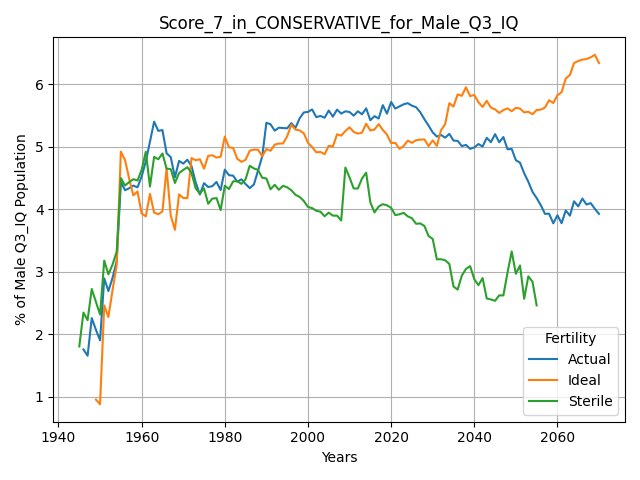 Score_7_in_CONSERVATIVE_for_Male_Q3_IQ
% of Male Q3_IQ Population
6
5
4
3
2
1
1940
1960
1980
2000
2020
2040
2060
Years
Fertility
Actual
Ideal
Sterile